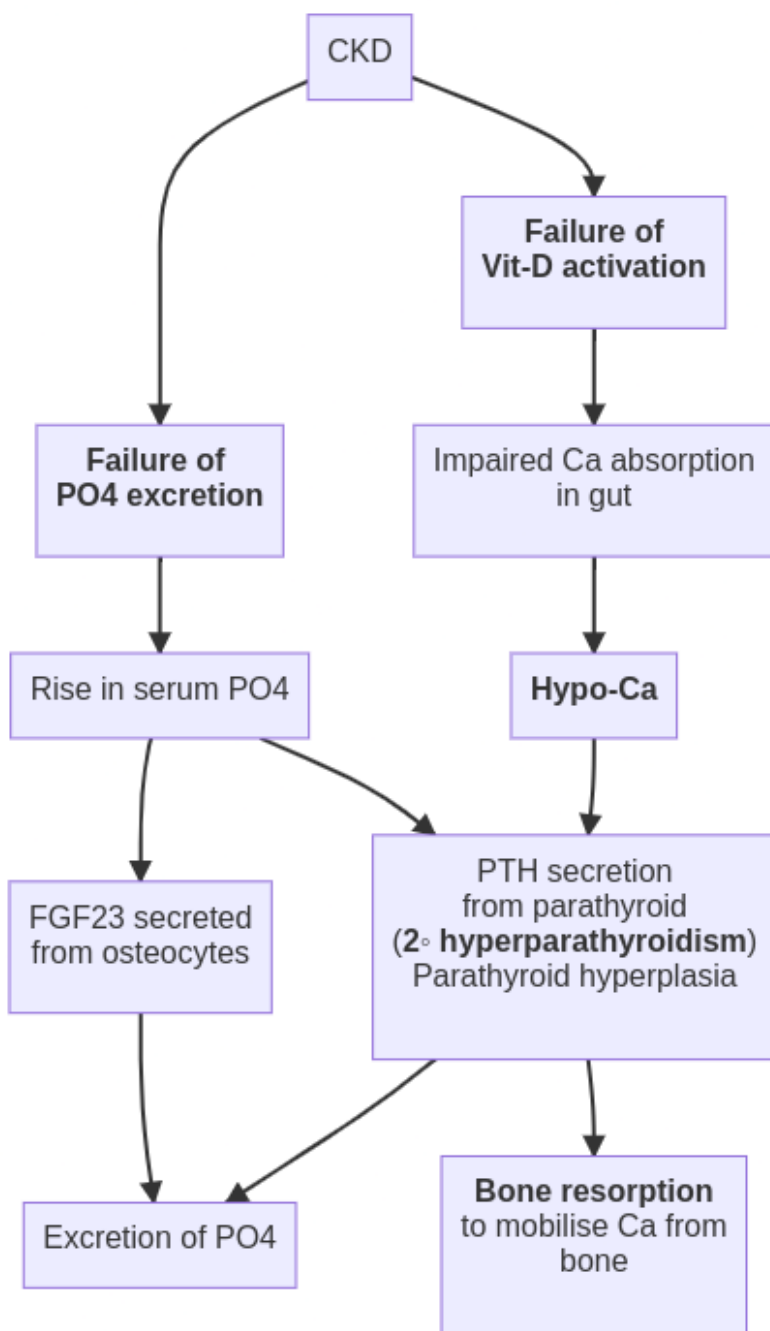 CKD
Failure of
Vit-D activation
Failure of
PO4 excretion
Impaired Ca absorption
in gut
Rise in serum PO4
Hypo-Ca
FGF23 secreted
from osteocytes
PTH secretion
from parathyroid
(2◦ hyperparathyroidism)
Parathyroid hyperplasia
Excretion of PO4
Bone resorption
to mobilise Ca from
bone